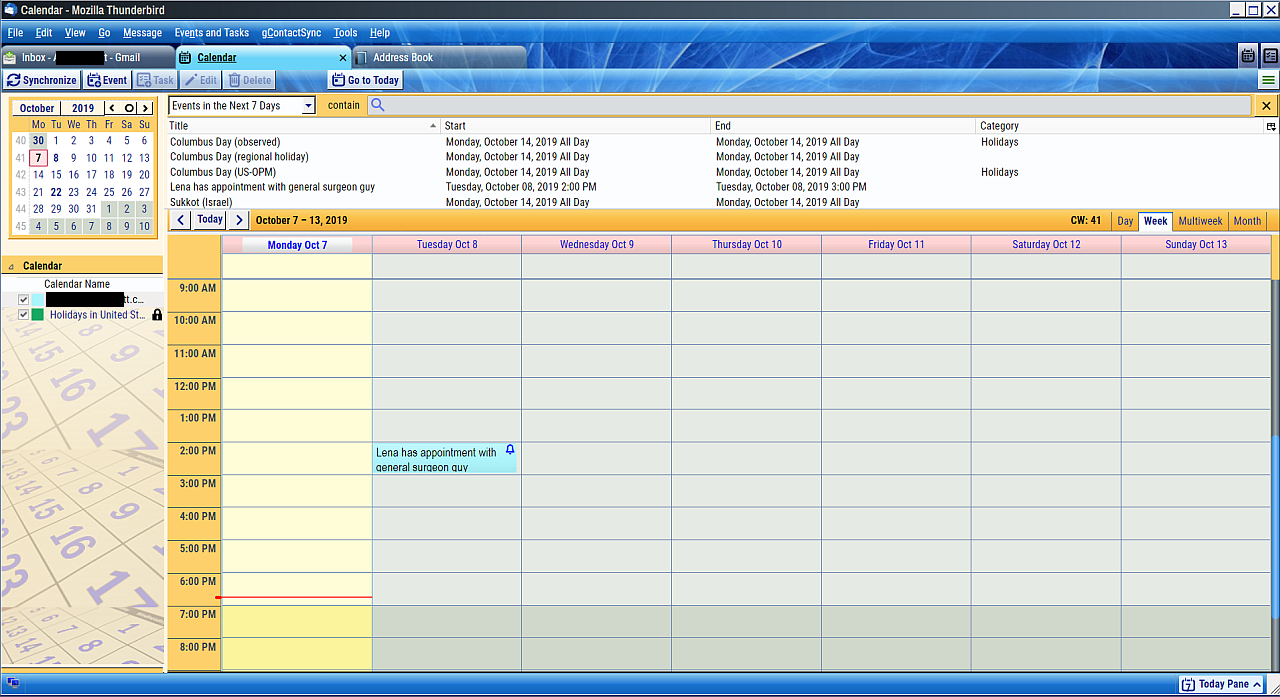 Calendar - Mozilla Thunderbird
File Edit View Go Message Events and Tasks gContactSync Tools Help
Inbox - A t - Gmail Calendar Address Book
Synchronize Event Task Edit Delete Go to Today
October 2019
Mo Tu We Th Fr Sa Su
40 30 1 2 3 4 5 6
41 7 8 9 10 11 12 13
42 14 15 16 17 18 19 20
43 21 22 23 24 25 26 27
44 28 29 30 31 1 2 3
45 4 5 6 7 8 9 10
Calendar
Calendar Name
tt.c...
Holidays in United St...
Events in the Next 7 Days contain
Title Start End Category
Columbus Day (observed) Monday, October 14, 2019 All Day Monday, October 14, 2019 All Day Holidays
Columbus Day (regional holiday) Monday, October 14, 2019 All Day Monday, October 14, 2019 All Day
Columbus Day (US-OPM) Monday, October 14, 2019 All Day Monday, October 14, 2019 All Day Holidays
Lena has appointment with general surgeon guy Tuesday, October 08, 2019 2:00 PM Tuesday, October 08, 2019 3:00 PM
Sukkot (Israel) Monday, October 14, 2019 All Day Monday, October 14, 2019 All Day
Today October 7 – 13, 2019 CW: 41 Day Week Multiweek Month
Monday Oct 7 Tuesday Oct 8 Wednesday Oct 9 Thursday Oct 10 Friday Oct 11 Saturday Oct 12 Sunday Oct 13
9:00 AM
10:00 AM
11:00 AM
12:00 PM
1:00 PM
2:00 PM
Lena has appointment with
general surgeon guy
3:00 PM
4:00 PM
5:00 PM
6:00 PM
7:00 PM
8:00 PM
7 Today Pane